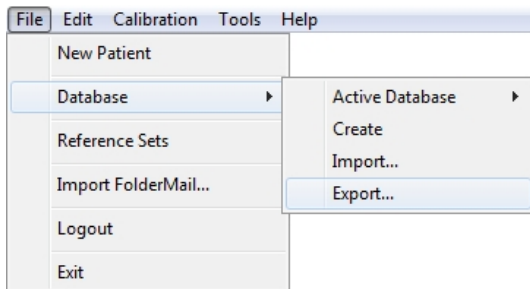 File Edit Calibration Tools Help
New Patient
Database
Active Database
Create
Import...
Export...
Reference Sets
Import FolderMail...
Logout
Exit